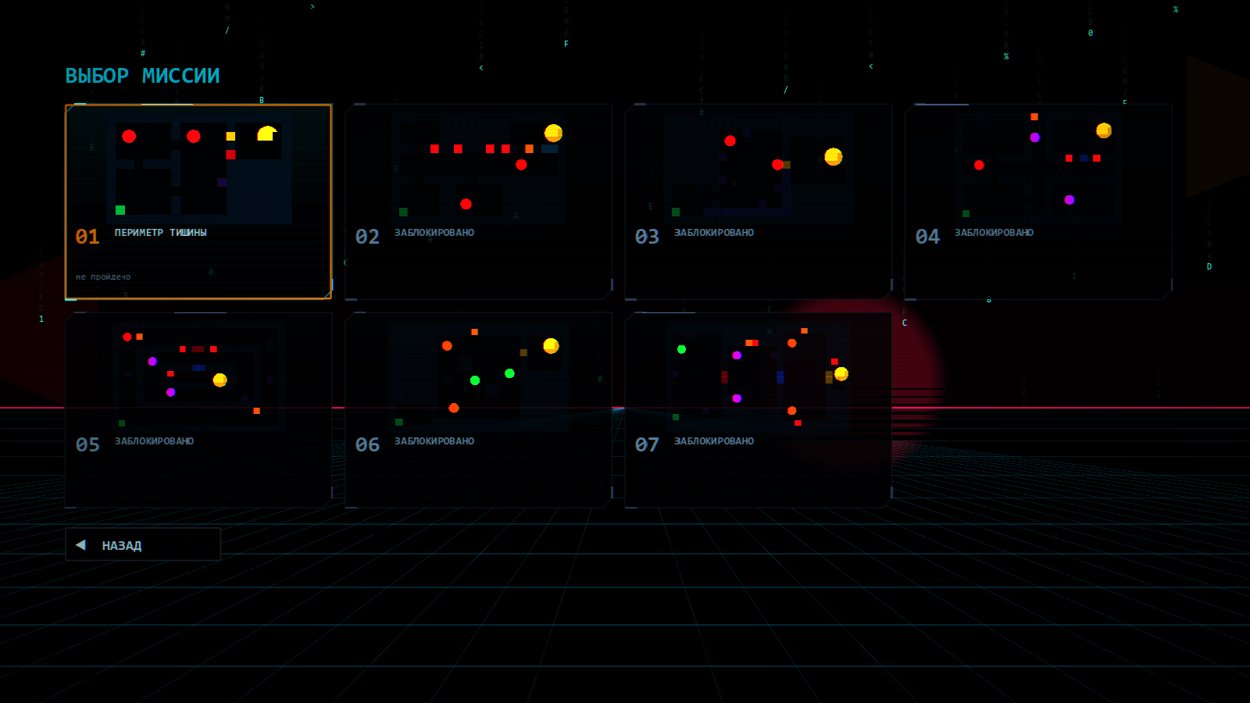 ВЫБОР МИССИИ
01 ПЕРИМЕТР ТИШИНЫ
не пройдено
02 ЗАБЛОКИРОВАНО
03 ЗАБЛОКИРОВАНО
04 ЗАБЛОКИРОВАНО
05 ЗАБЛОКИРОВАНО
06 ЗАБЛОКИРОВАНО
07 ЗАБЛОКИРОВАНО
◀ НАЗАД